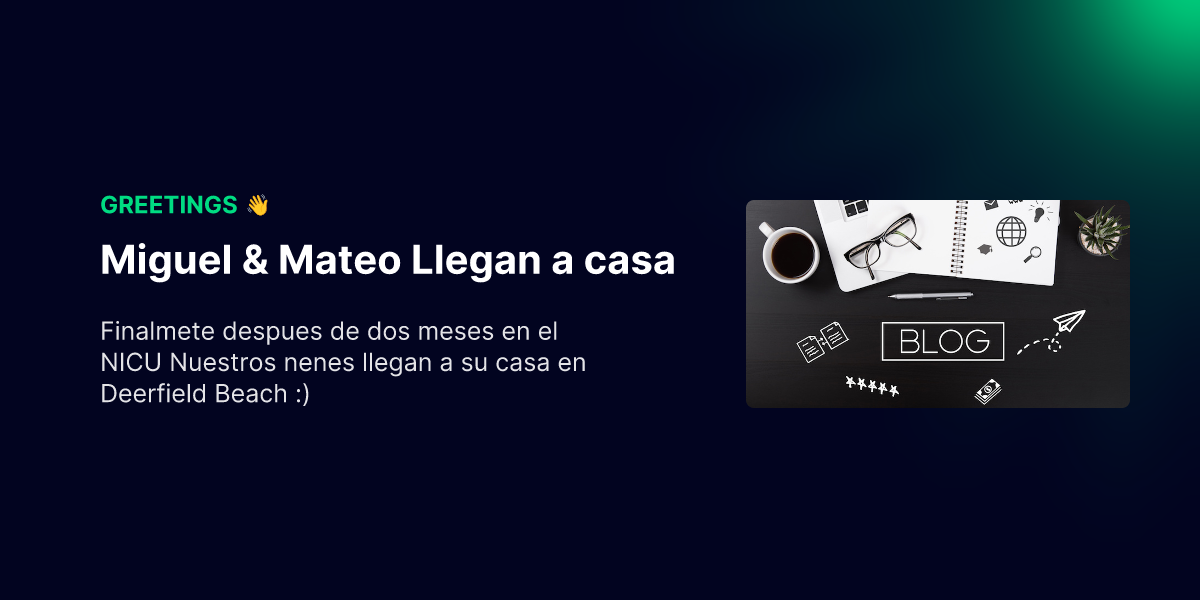 GREETINGS 👋
Miguel & Mateo Llegan a casa
Finalmete despues de dos meses en el
NICU Nuestros nenes llegan a su casa en
Deerfield Beach :)
BLOG